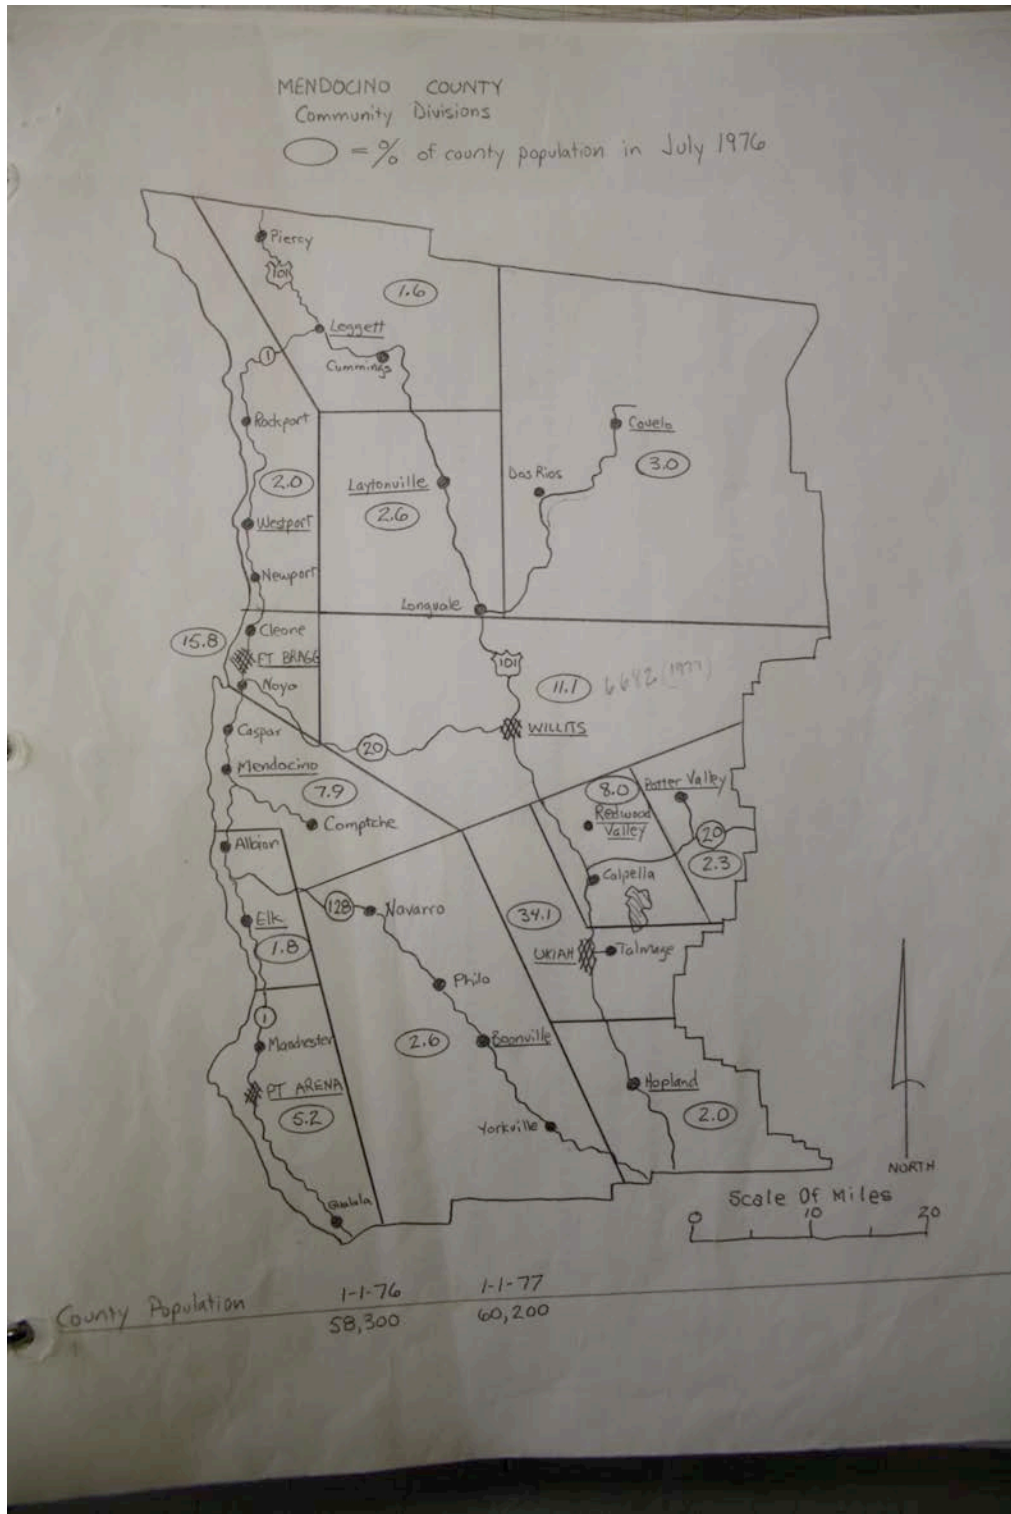 MENDOCINO COUNTY
Community Divisions
= % of county population in July 1976
Piercy
101
1.6
Leggett
1
Cummings
Rockport
Covelo
2.0
Laytonville
Dos Rios
3.0
2.6
Westport
Newport
Longvale
Cleone
15.8
FT BRAGG
101
Noyo
11.1 6642 (1977)
Caspar
WILLITS
20
Mendocino
7.9
8.0
Potter Valley
Redwood
Valley
Comptche
20
Albion
2.3
Calpella
128
Navarro
34.1
Elk
1.8
UKIAH
Talmage
Philo
1
Manchester
2.6
Boonville
PT ARENA
Hopland
5.2
2.0
Yorkville
NORTH
Scale Of Miles
Gualala
0 10 20
1-1-76 1-1-77
County Population
58,300 60,200